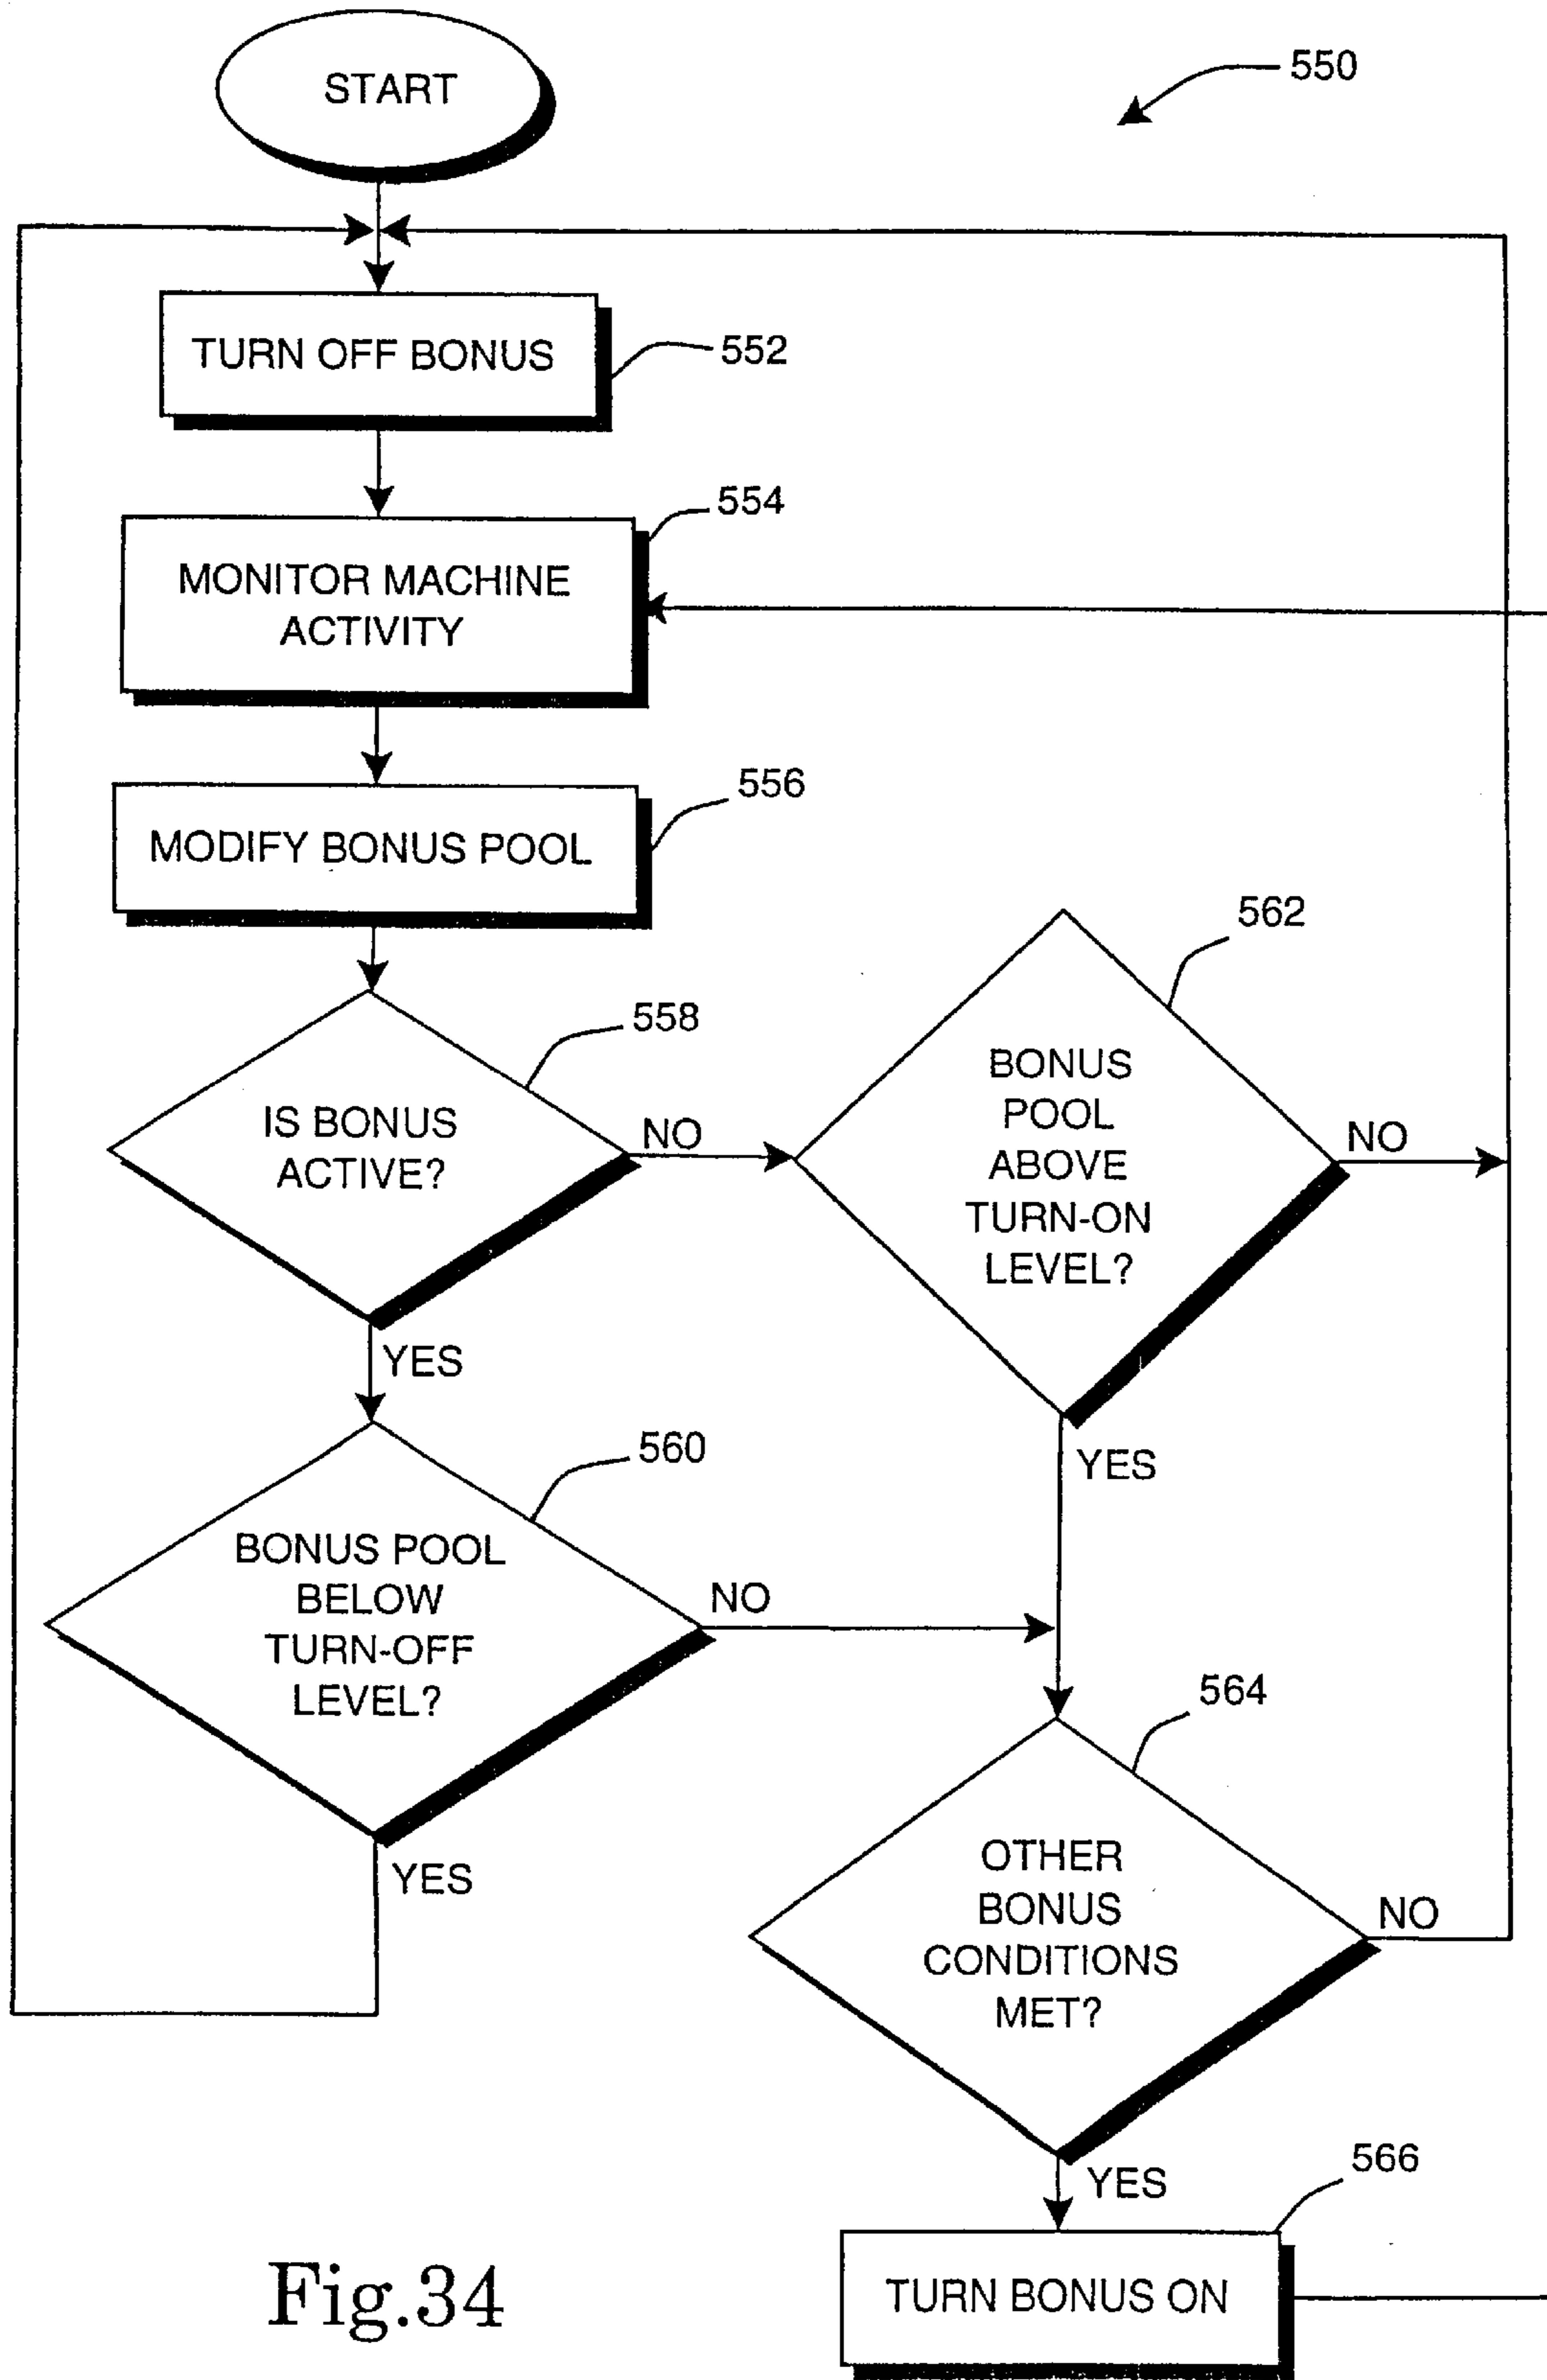 START
550
TURN OFF BONUS
552
554
MONITOR MACHINE
ACTIVITY
556
MODIFY BONUS POOL
562
558
IS BONUS
ACTIVE?
NO
BONUS
POOL
ABOVE
TURN-ON
LEVEL?
NO
YES
560
YES
BONUS POOL
BELOW
TURN-OFF
LEVEL?
NO
564
YES
OTHER
BONUS
CONDITIONS
MET?
NO
YES
566
TURN BONUS ON
Fig.34